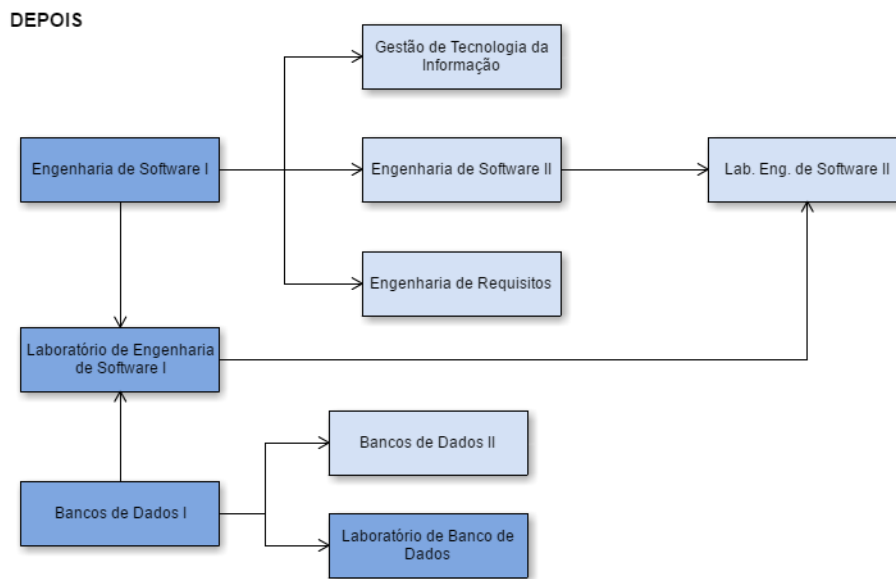 DEPOIS
Gestão de Tecnologia da
Informação
Engenharia de Software I
Engenharia de Software II
Lab. Eng. de Software II
Engenharia de Requisitos
Laboratório de Engenharia
de Software I
Bancos de Dados II
Bancos de Dados I
Laboratório de Banco de
Dados